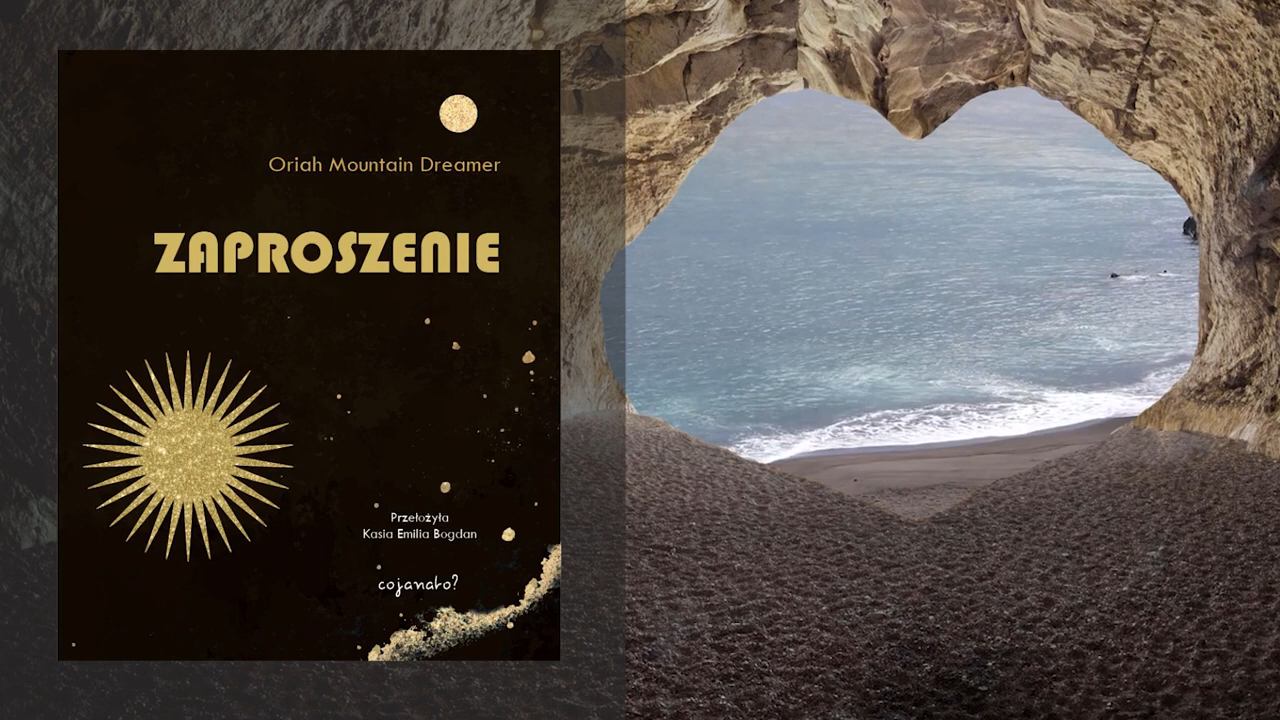 Oriah Mountain Dreamer
ZAPROSZENIE
Przełożyła
Kasia Emilia Bogdan
cojanato?